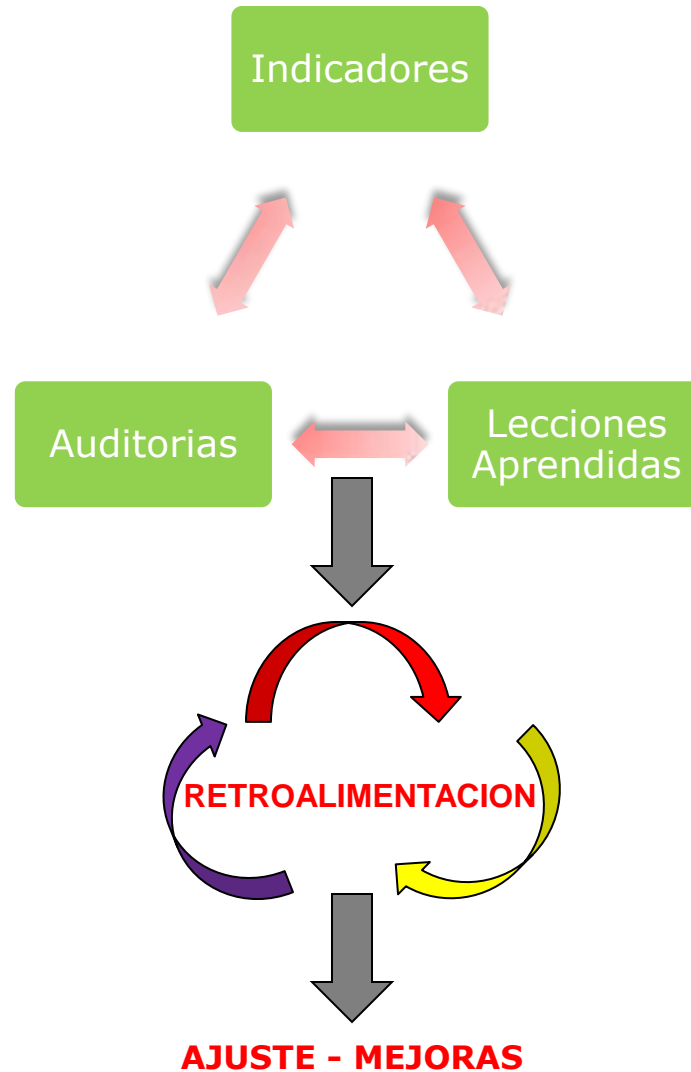 Indicadores
Auditorias
Lecciones
Aprendidas
RETROALIMENTACION
AJUSTE - MEJORAS